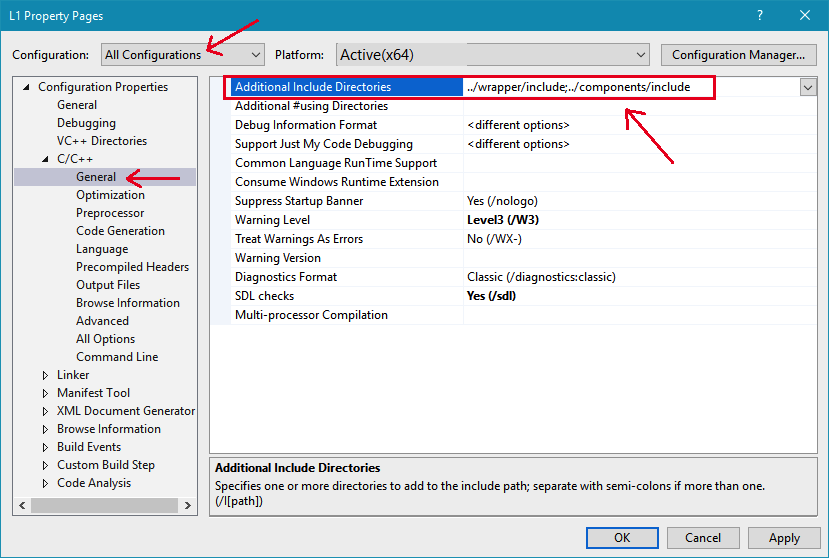 L1 Property Pages
Configuration: All Configurations Platform: Active(x64) Configuration Manager...
Configuration Properties
General
Debugging
VC++ Directories
C/C++
General
Optimization
Preprocessor
Code Generation
Language
Precompiled Headers
Output Files
Browse Information
Advanced
All Options
Command Line
Linker
Manifest Tool
XML Document Generator
Browse Information
Build Events
Custom Build Step
Code Analysis
Additional Include Directories ../wrapper/include;../components/include
Additional #using Directories
Debug Information Format <different options>
Support Just My Code Debugging <different options>
Common Language RunTime Support
Consume Windows Runtime Extension
Suppress Startup Banner Yes (/nologo)
Warning Level Level3 (/W3)
Treat Warnings As Errors No (/WX-)
Warning Version
Diagnostics Format Classic (/diagnostics:classic)
SDL checks Yes (/sdl)
Multi-processor Compilation
Additional Include Directories
Specifies one or more directories to add to the include path; separate with semi-colons if more than one.
(/I[path])
OK Cancel Apply